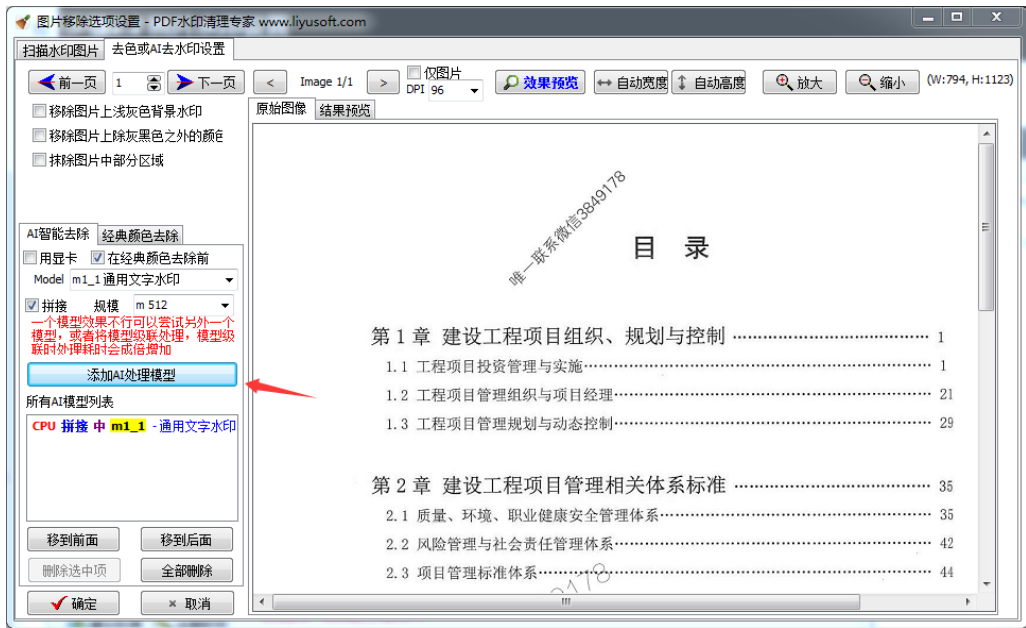 图片移除选项设置 - PDF水印清理专家 www.liyusoft.com
扫描水印图片 去色或AI去水印设置
前一页 1 下一页 < Image 1/1 > 仅图片 DPI 96 效果预览 自动宽度 自动高度 放大 缩小 (W:794, H:1123)
移除图片上浅灰色背景水印
移除图片上除灰黑色之外的颜色
抹除图片中部分区域
AI智能去除 经典颜色去除
用显卡 在经典颜色去除前
Model m1_1通用文字水印
拼接 规模 m 512
一个模型效果不行可以尝试另外一个
模型，或者将模型级联处理，模型级
联时处理耗时会成倍增加
添加AI处理模型
所有AI模型列表
CPU 拼接 中 m1_1 -通用文字水印
移到前面 移到后面
删除选中项 全部删除
确定 × 取消
原始图像 结果预览
唯一联系微信3849178
目 录
第1章 建设工程项目组织、规划与控制 ………………………… 1
1.1 工程项目投资管理与实施………………………… 1
1.2 工程项目管理组织与项目经理………………………… 21
1.3 工程项目管理规划与动态控制………………………… 29
第2章 建设工程项目管理相关体系标准 ………………………… 35
2.1 质量、环境、职业健康安全管理体系………………………… 35
2.2 风险管理与社会责任管理体系………………………… 42
2.3 项目管理标准体系………………………… 44